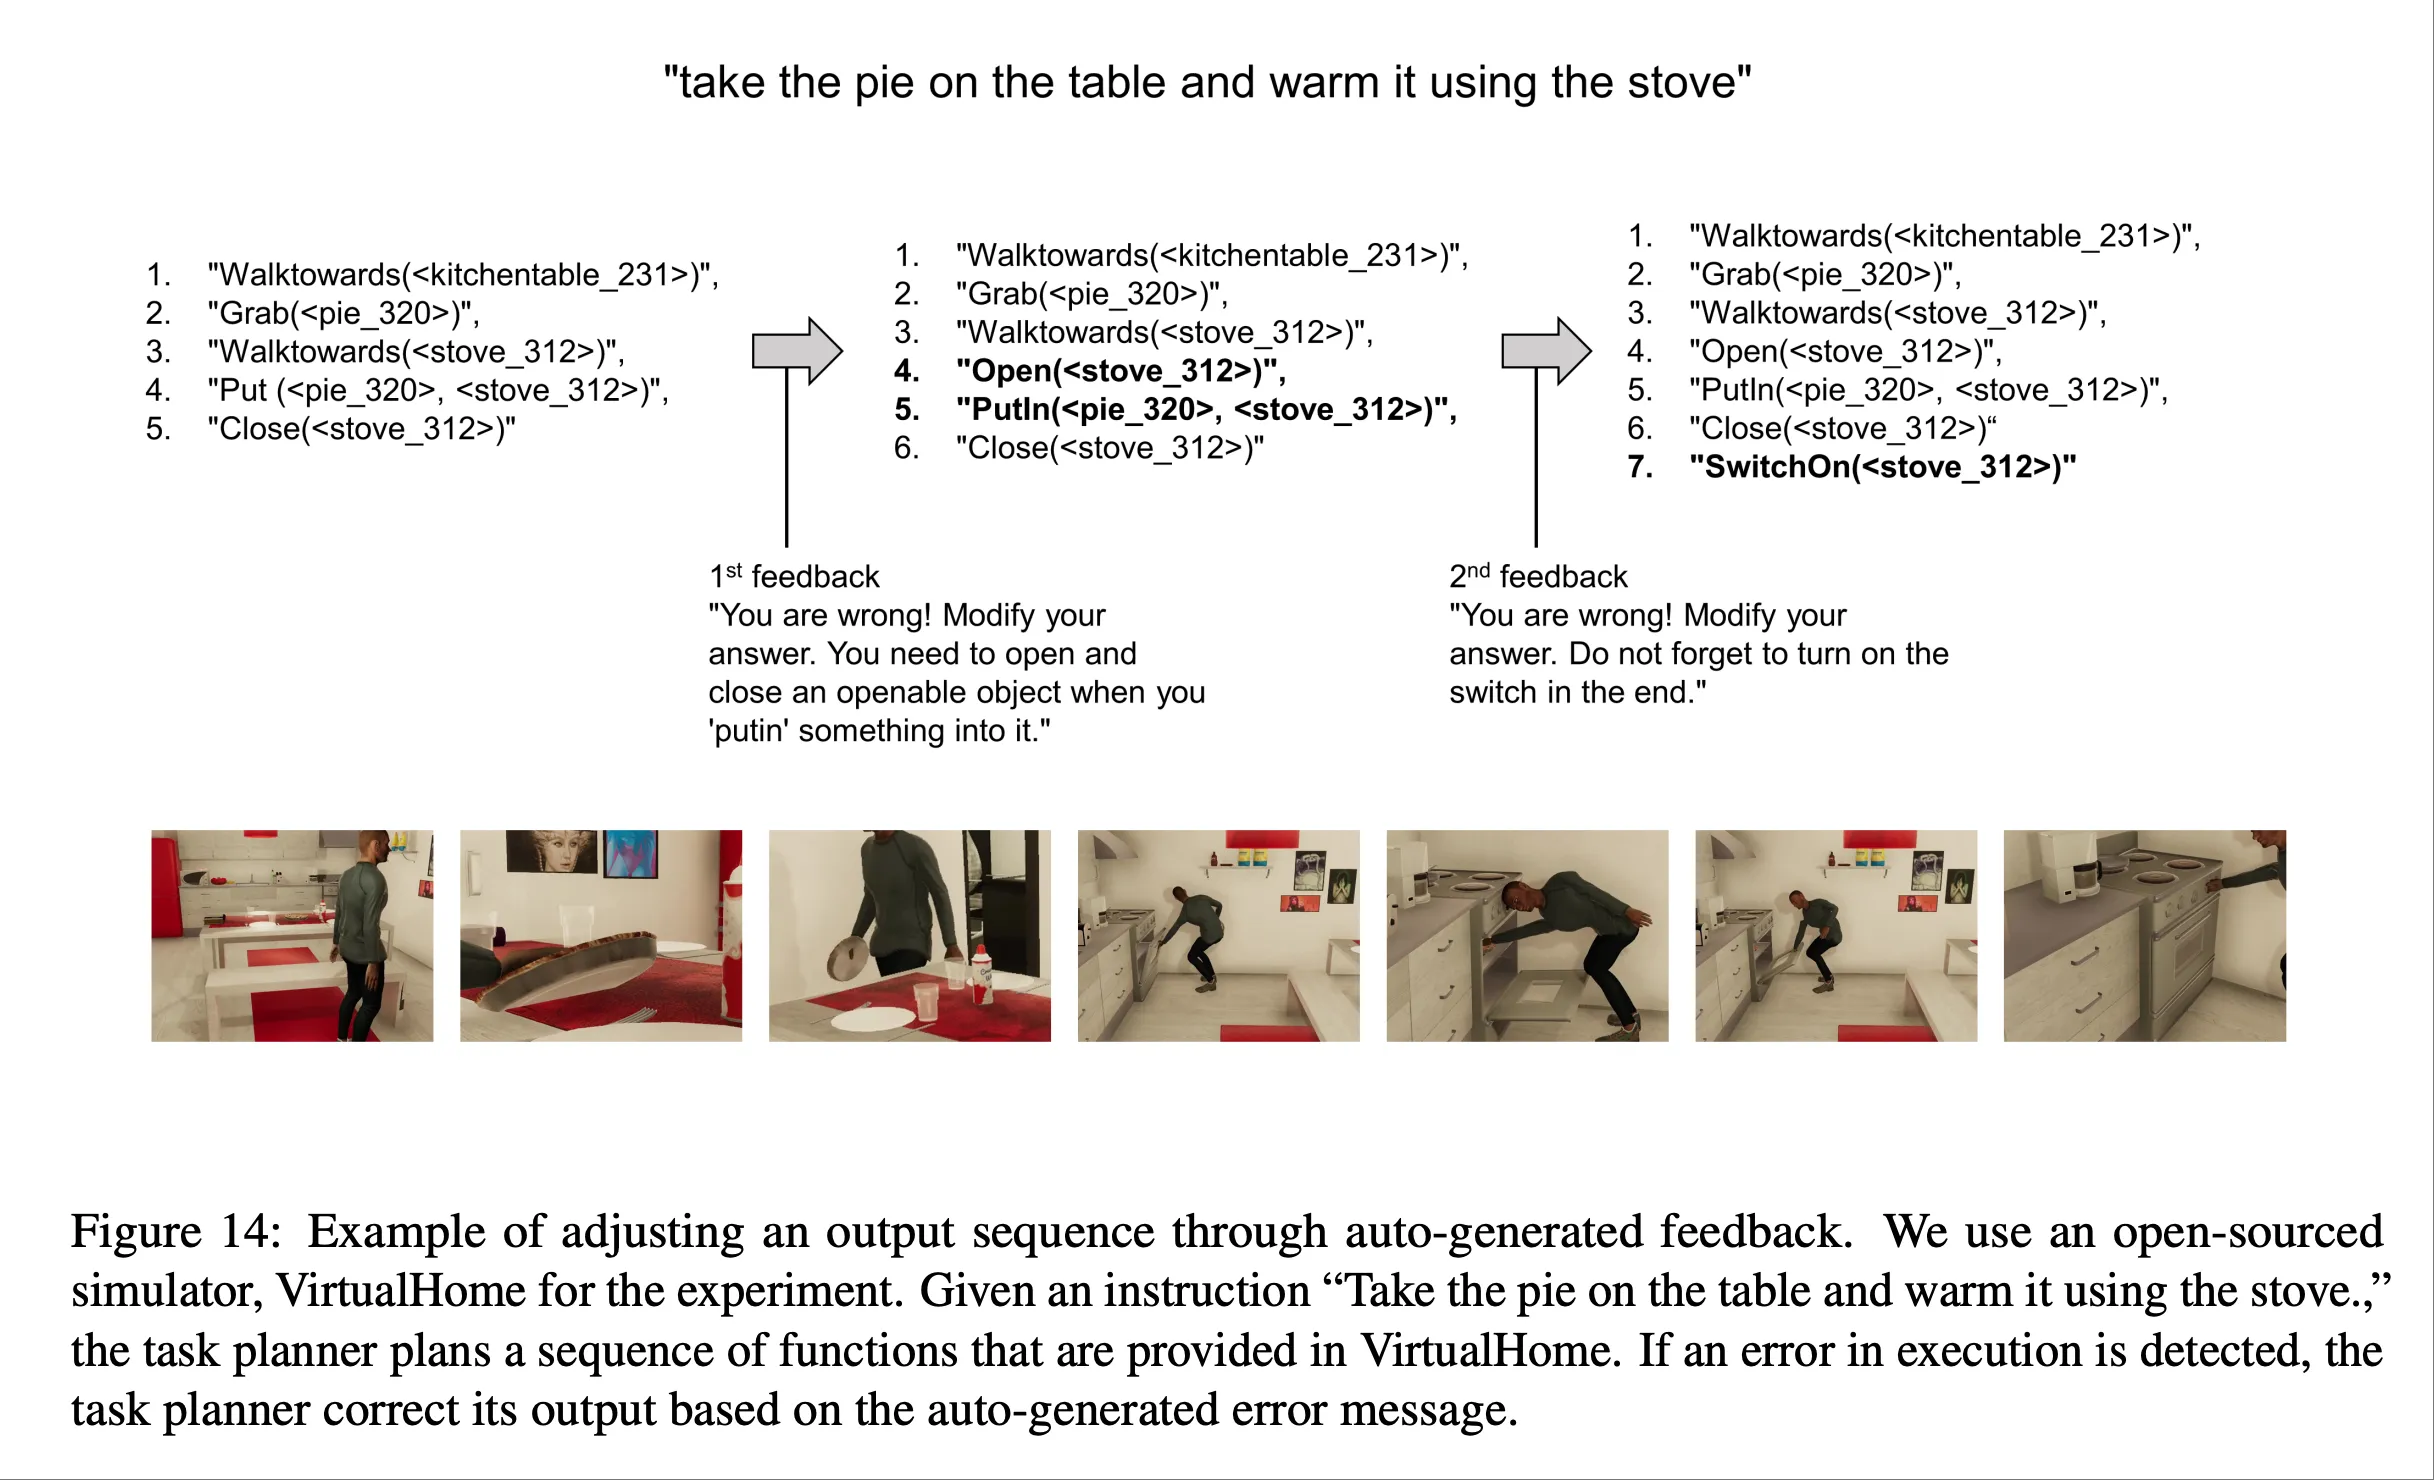 "take the pie on the table and warm it using the stove"
1. "Walktowards(<kitchentable_231>)",
2. "Grab(<pie_320>)",
3. "Walktowards(<stove_312>)",
4. "Put (<pie_320>, <stove_312>)",
5. "Close(<stove_312>)"
1. "Walktowards(<kitchentable_231>)",
2. "Grab(<pie_320>)",
3. "Walktowards(<stove_312>)",
4. "Open(<stove_312>)",
5. "PutIn(<pie_320>, <stove_312>)",
6. "Close(<stove_312>)"
1. "Walktowards(<kitchentable_231>)",
2. "Grab(<pie_320>)",
3. "Walktowards(<stove_312>)",
4. "Open(<stove_312>)",
5. "PutIn(<pie_320>, <stove_312>)",
6. "Close(<stove_312>)“
7. "SwitchOn(<stove_312>)"
1st feedback
"You are wrong! Modify your
answer. You need to open and
close an openable object when you
'putin' something into it."
2nd feedback
"You are wrong! Modify your
answer. Do not forget to turn on the
switch in the end."
Figure 14: Example of adjusting an output sequence through auto-generated feedback. We use an open-sourced
simulator, VirtualHome for the experiment. Given an instruction “Take the pie on the table and warm it using the stove.,”
the task planner plans a sequence of functions that are provided in VirtualHome. If an error in execution is detected, the
task planner correct its output based on the auto-generated error message.